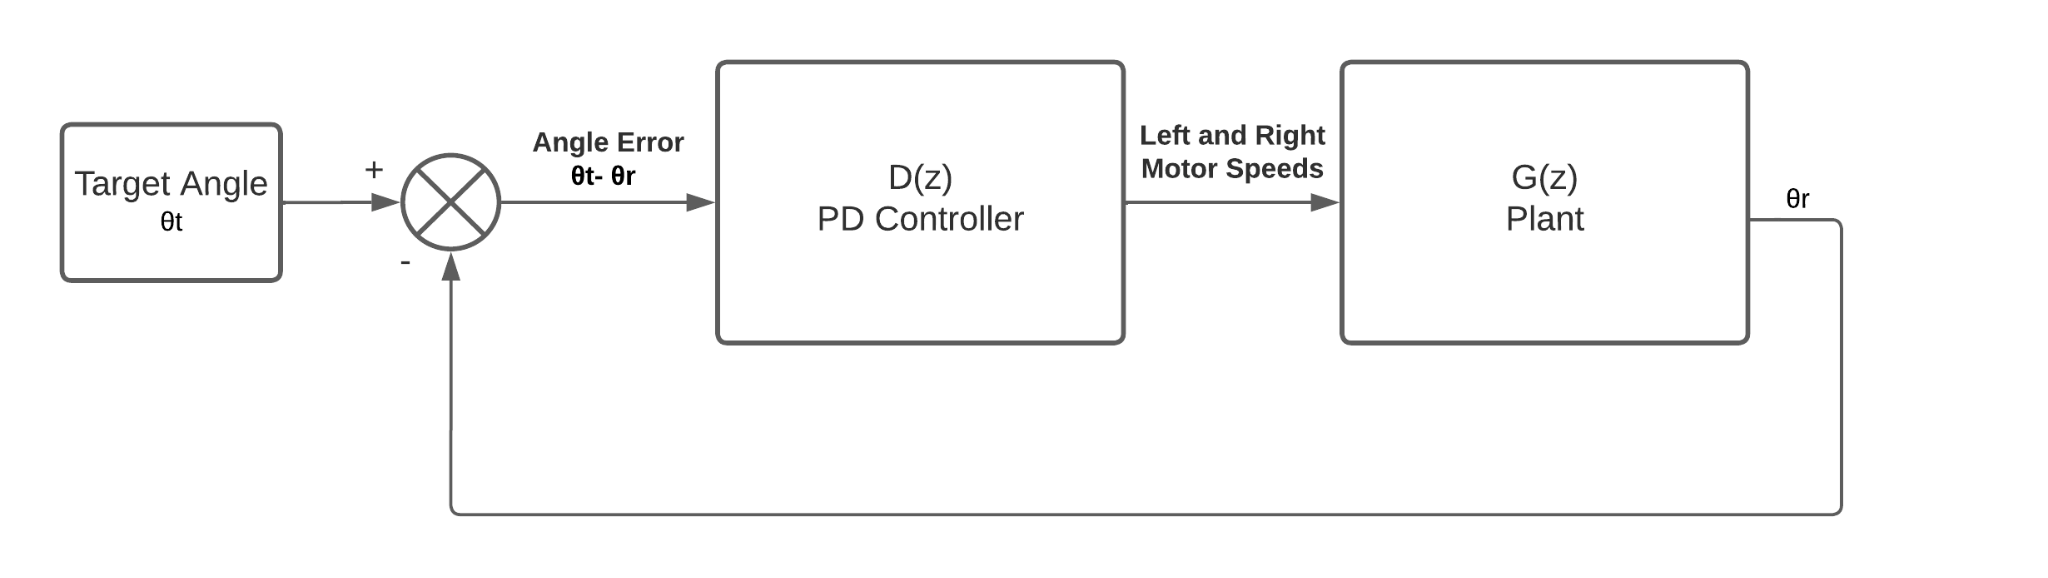 Target Angle
θt
+
-
Angle Error
θt- θr
D(z)
PD Controller
Left and Right
Motor Speeds
G(z)
Plant
θr